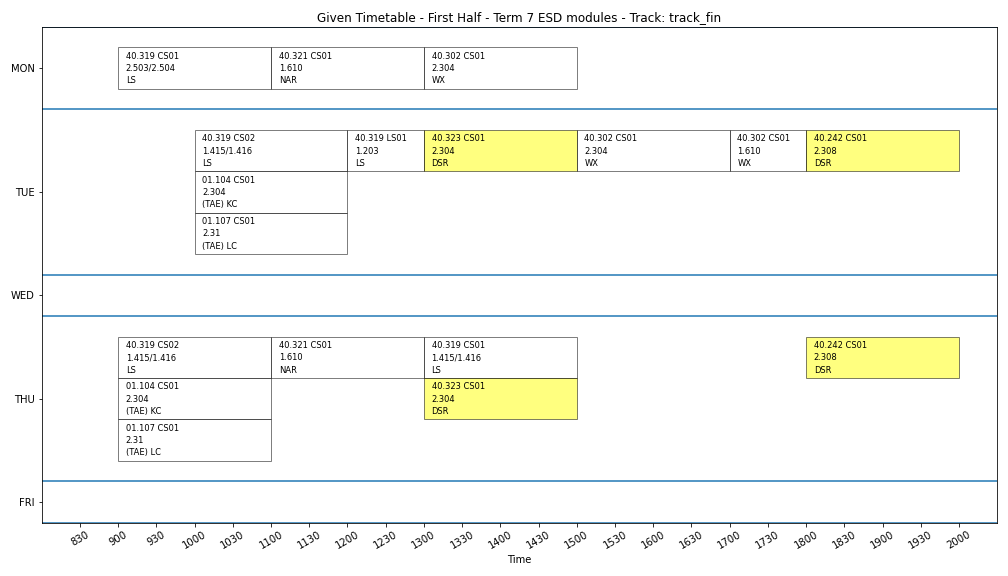 Given Timetable - First Half - Term 7 ESD modules - Track: track_fin
MON
40.319 CS01
2.503/2.504
LS
40.321 CS01
1.610
NAR
40.302 CS01
2.304
WX
TUE
40.319 CS02
1.415/1.416
LS
40.319 LS01
1.203
LS
40.323 CS01
2.304
DSR
40.302 CS01
2.304
WX
40.302 CS01
1.610
WX
40.242 CS01
2.308
DSR
01.104 CS01
2.304
(TAE) KC
01.107 CS01
2.31
(TAE) LC
WED
THU
40.319 CS02
1.415/1.416
LS
40.321 CS01
1.610
NAR
40.319 CS01
1.415/1.416
LS
40.242 CS01
2.308
DSR
01.104 CS01
2.304
(TAE) KC
40.323 CS01
2.304
DSR
01.107 CS01
2.31
(TAE) LC
FRI
830 900 930 1000 1030 1100 1130 1200 1230 1300 1330 1400 1430 1500 1600 1630 1700 1730 1800 1830 1900 1930 2000
Time